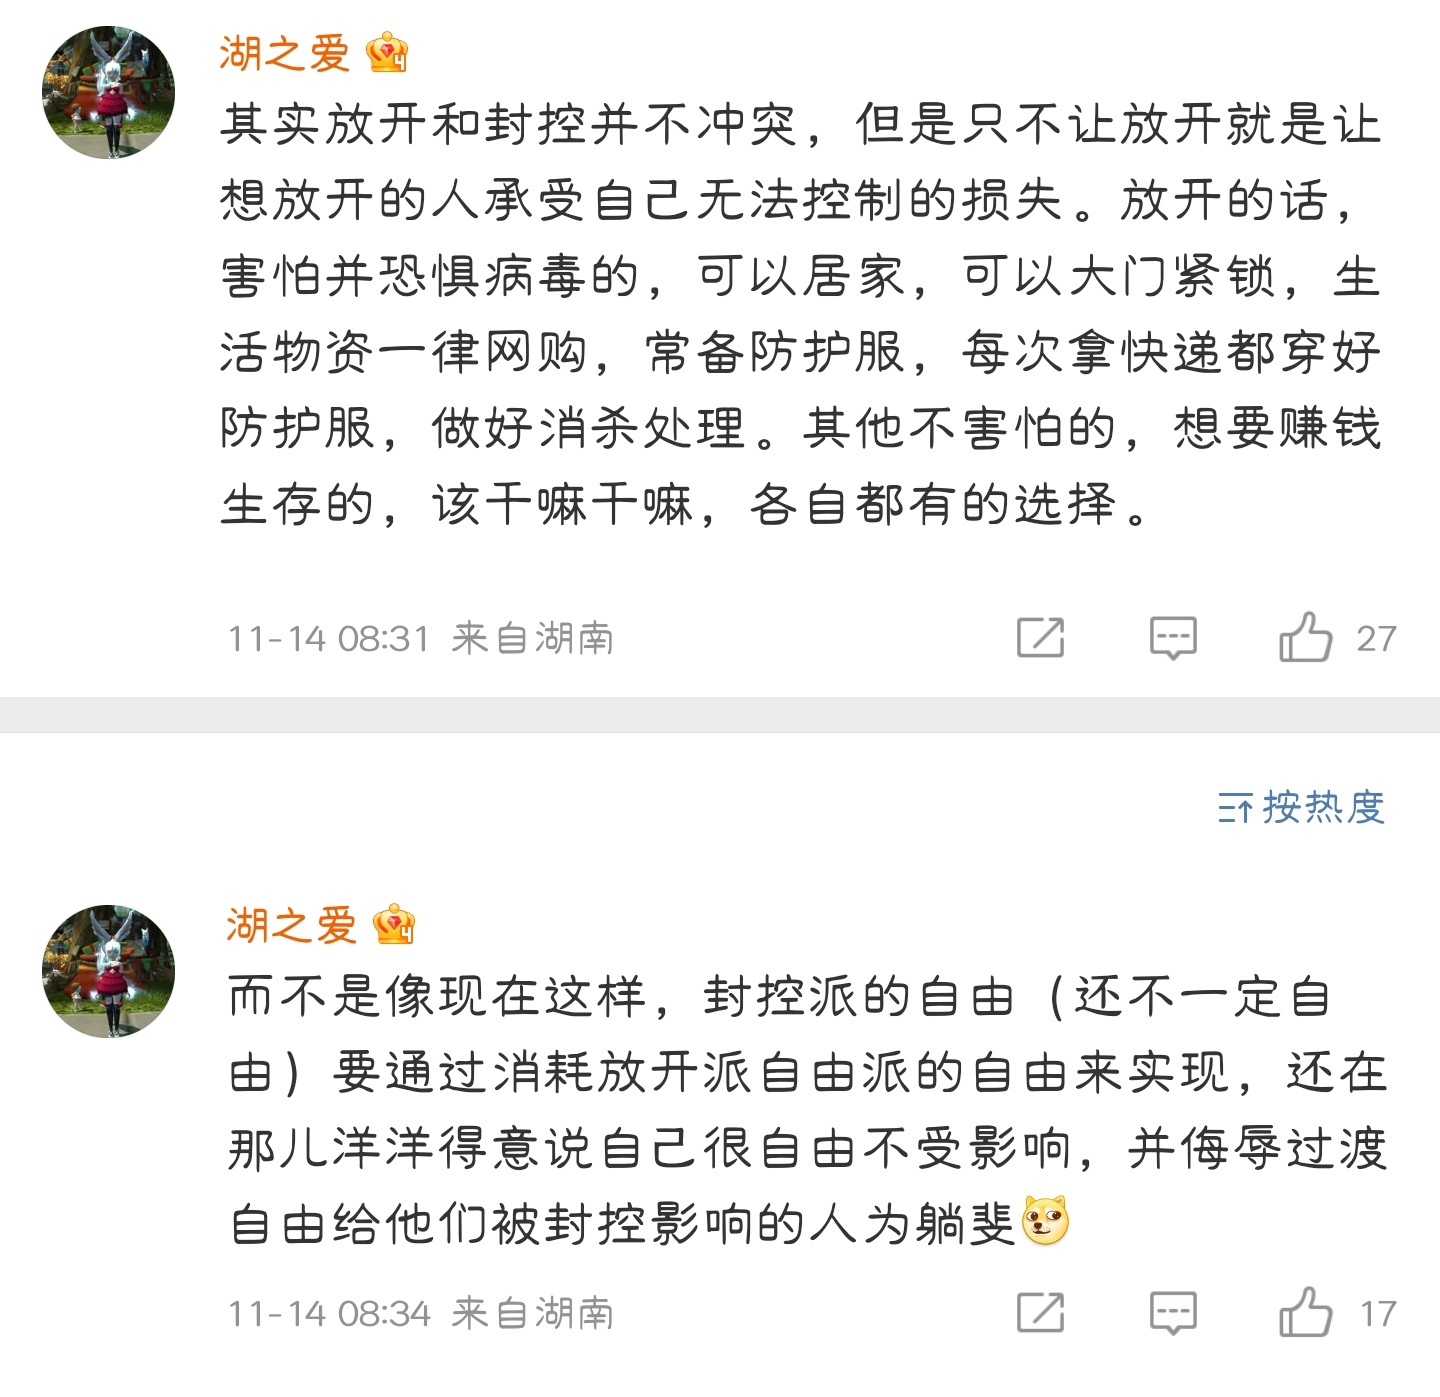 湖之爱 4
其实放开和封控并不冲突，但是只不让放开就是让
想放开的人承受自己无法控制的损失。放开的话，
害怕并恐惧病毒的，可以居家，可以大门紧锁，生
活物资一律网购，常备防护服，每次拿快递都穿好
防护服，做好消杀处理。其他不害怕的，想要赚钱
生存的，该干嘛干嘛，各自都有的选择。
11-14 08:31 来自湖南 27
按热度
湖之爱 4
而不是像现在这样，封控派的自由（还不一定自
由）要通过消耗放开派自由派的自由来实现，还在
那儿洋洋得意说自己很自由不受影响，并侮辱过渡
自由给他们被封控影响的人为躺斐
11-14 08:34 来自湖南 17